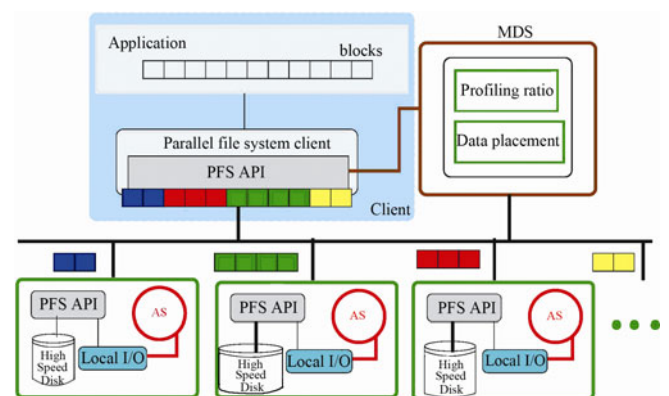 MDS
Application
blocks
Profiling ratio
Data placement
Parallel file system client
PFS API
Client
PFS API
AS
High
Speed
Disk
Local I/O
PFS API
AS
High
Speed
Disk
Local I/O
PFS API
AS
High
Speed
Disk
Local I/O